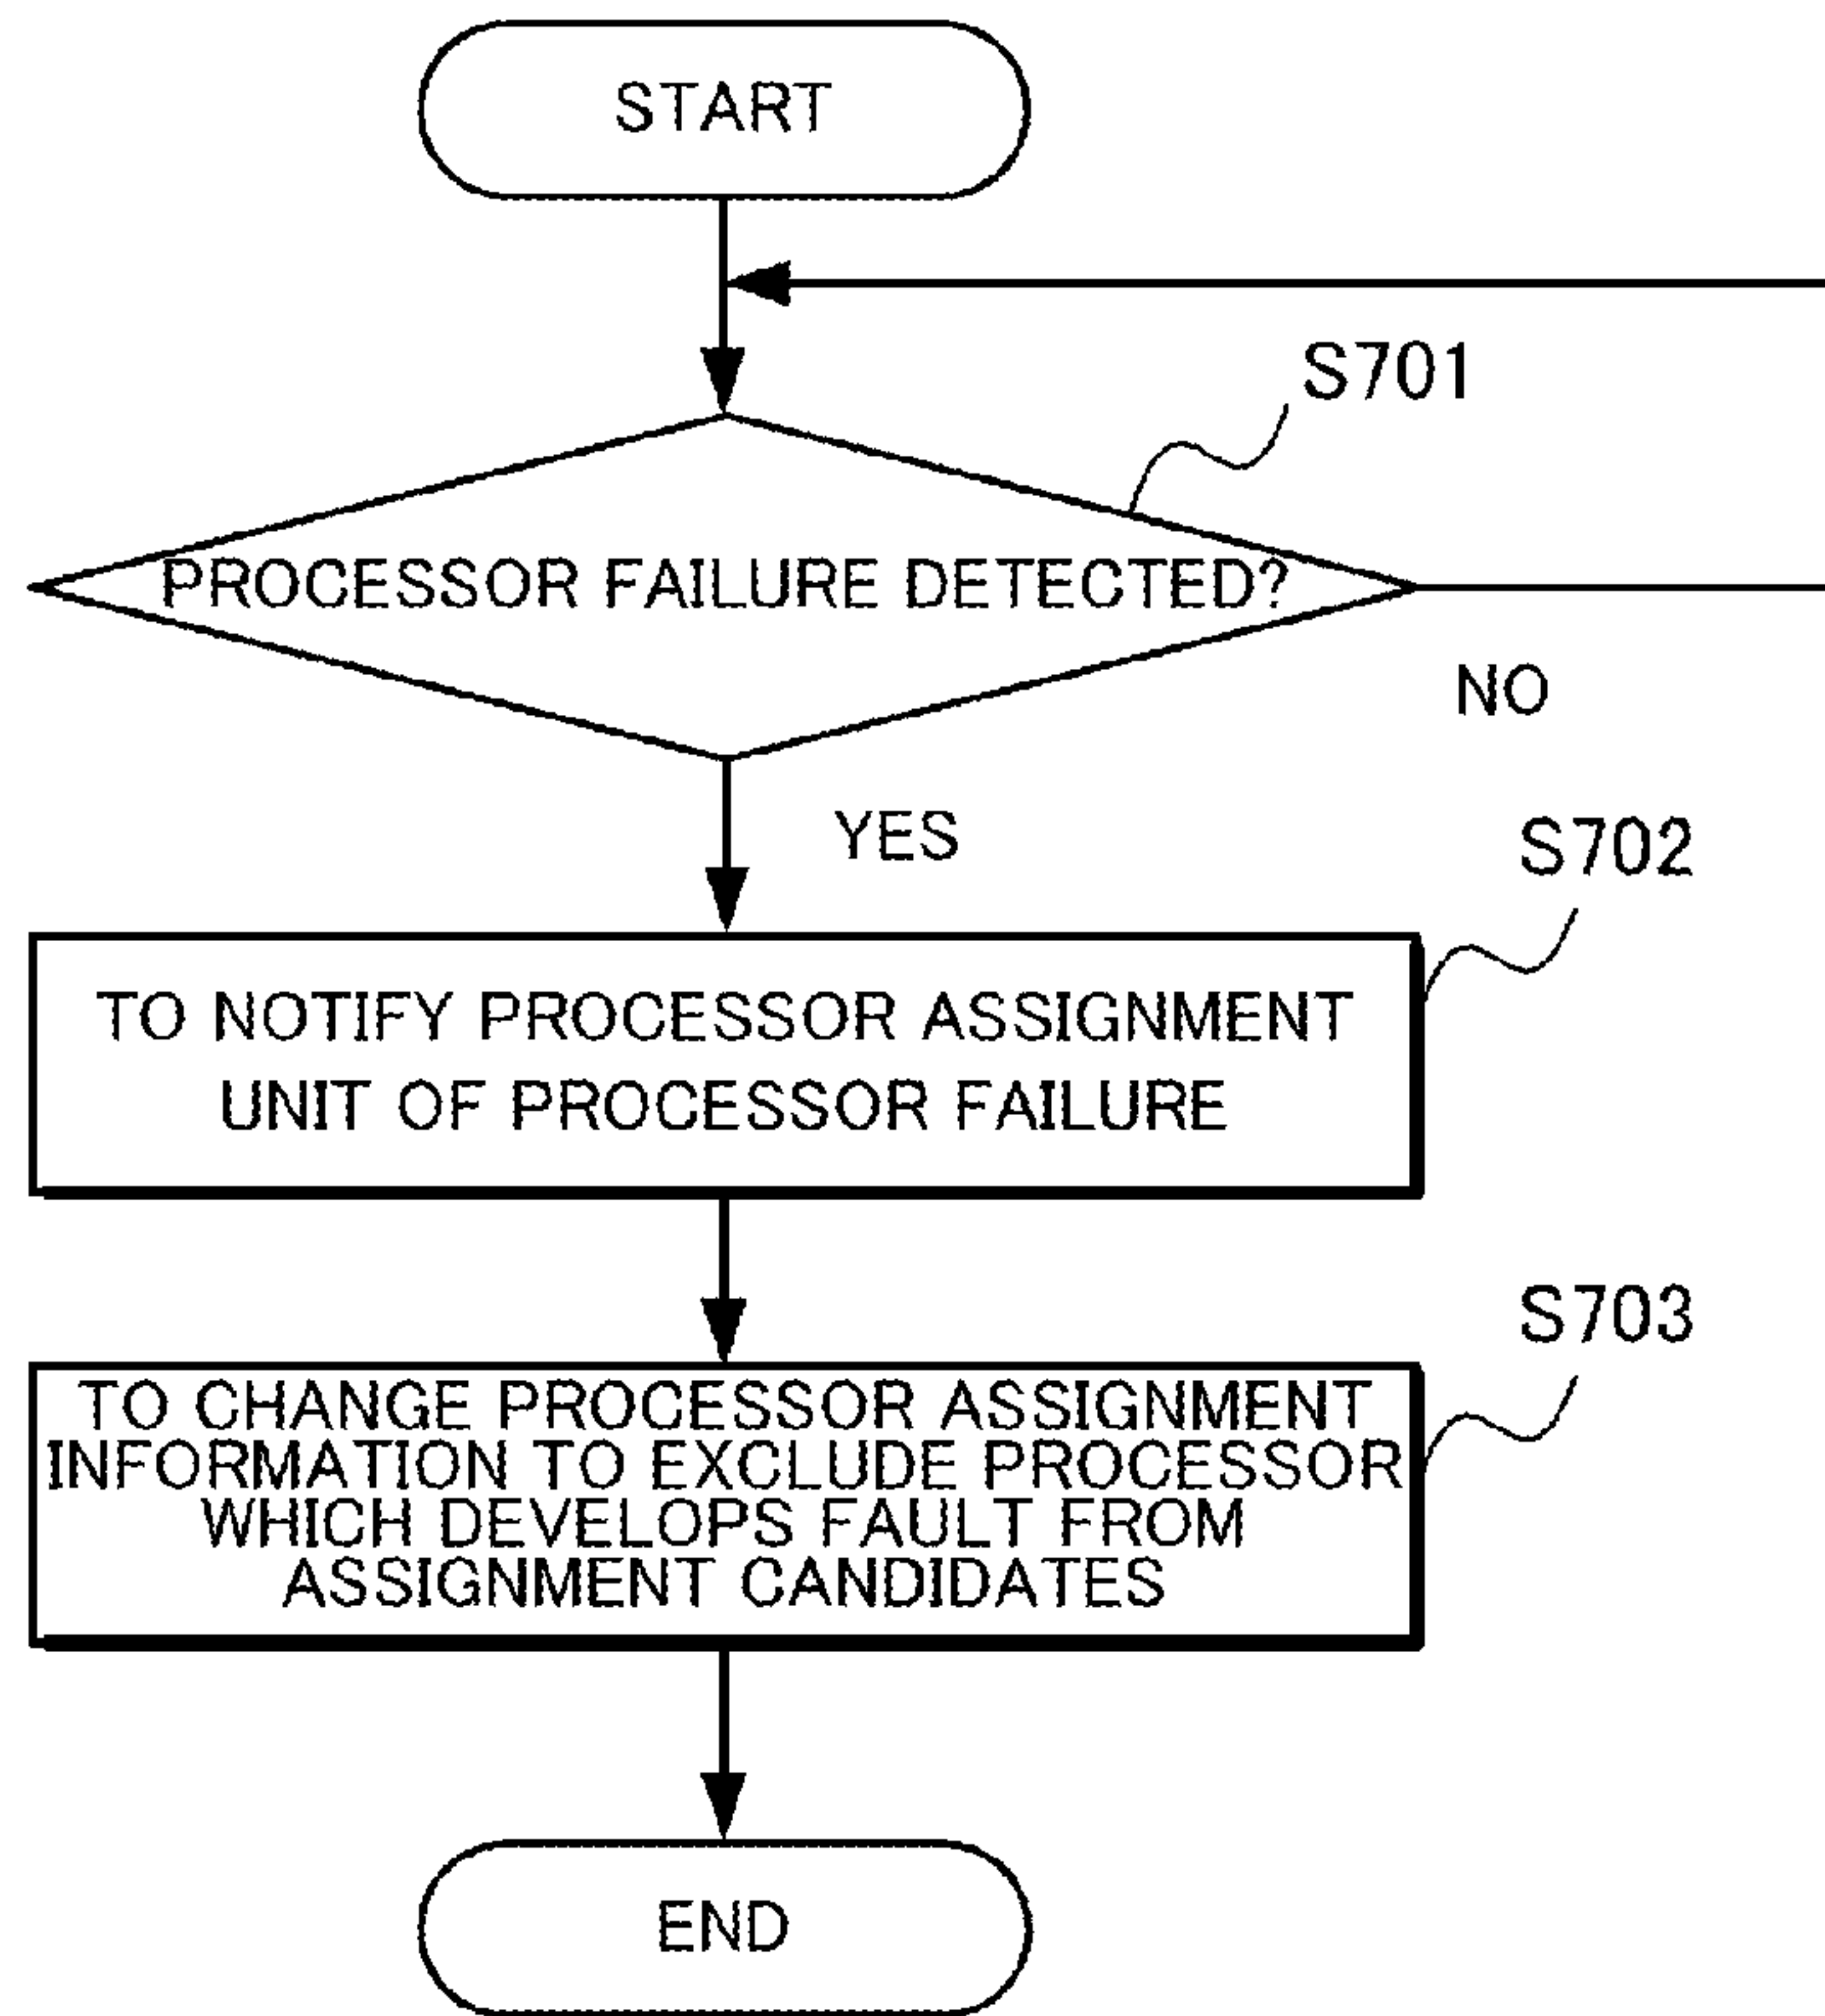 START
S701
PROCESSOR FAILURE DETECTED?
NO
YES
S702
TO NOTIFY PROCESSOR ASSIGNMENT
UNIT OF PROCESSOR FAILURE
S703
TO CHANGE PROCESSOR ASSIGNMENT
INFORMATION TO EXCLUDE PROCESSOR
WHICH DEVELOPS FAULT FROM
ASSIGNMENT CANDIDATES
END